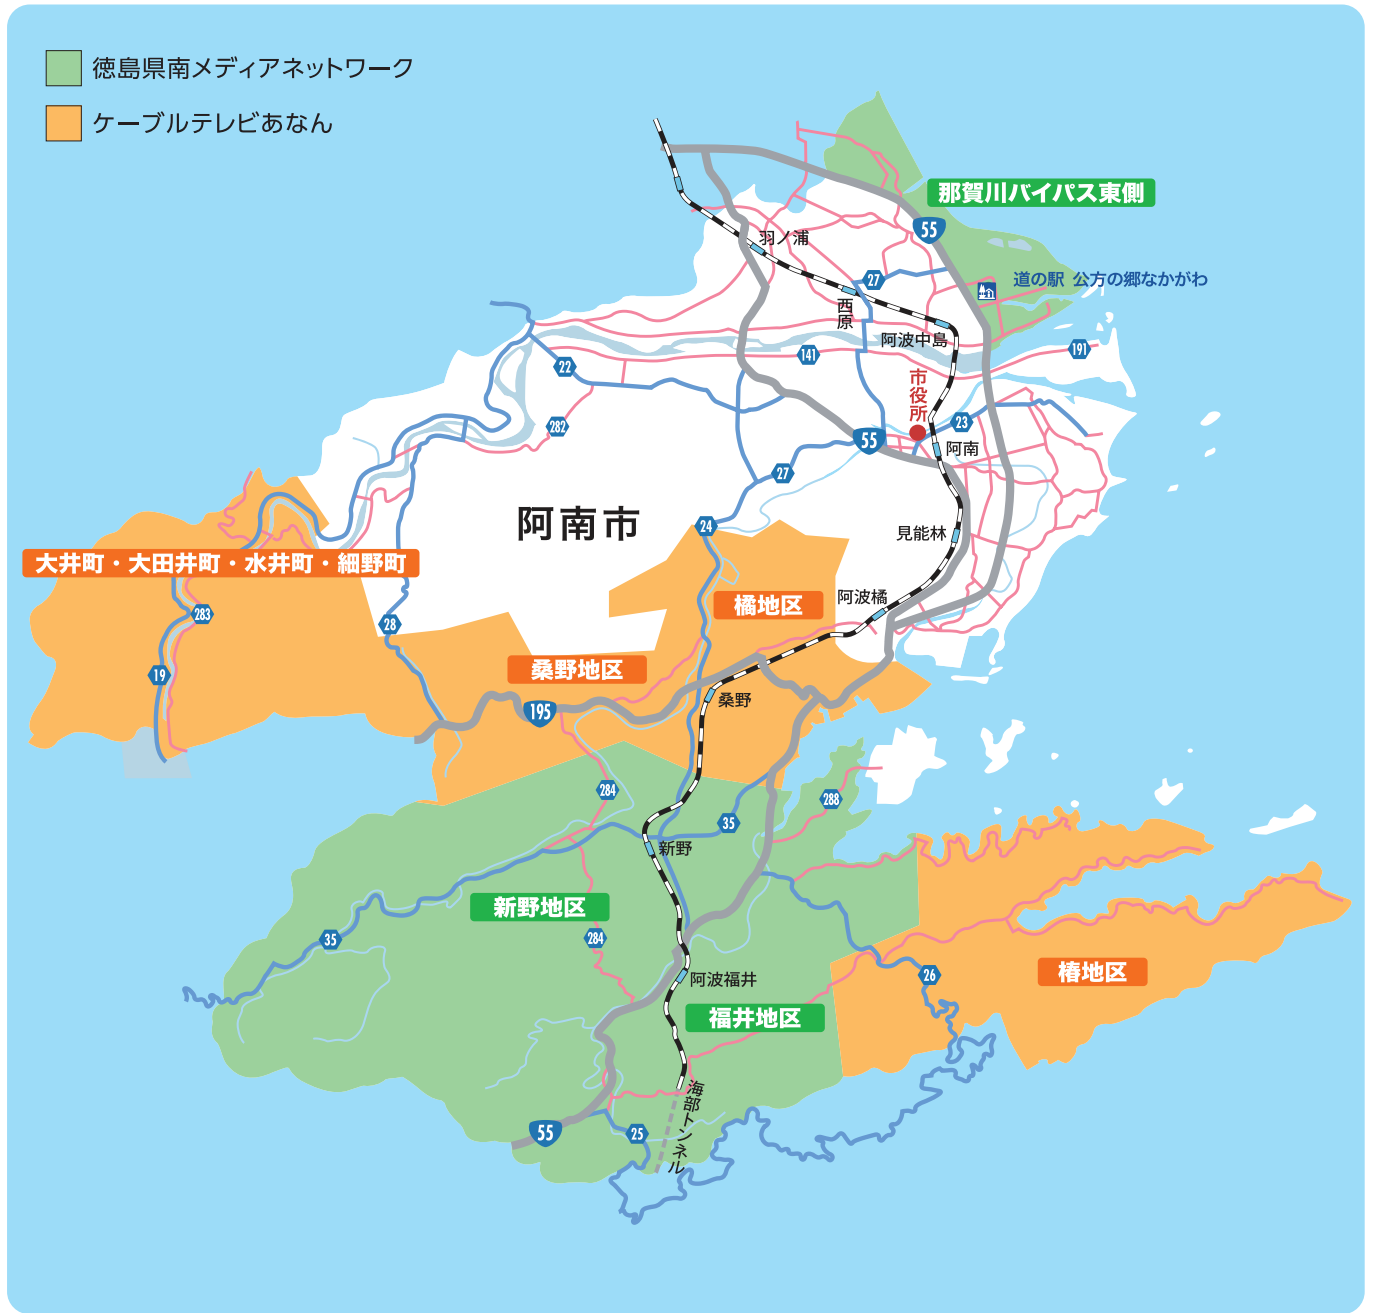 徳島県南メディアネットワーク
ケーブルテレビあなん
那賀川バイパス東側
55
羽ノ浦
27
道の駅 公方の郷なかがわ
西原
阿波中島
191
141
22
市役所
282
23
55
阿南
27
阿南市
24
見能林
大井町・大田井町・水井町・細野町
阿波橘
橘地区
283
28
桑野地区
19
桑野
195
284
288
35
新野
新野地区
284
35
椿地区
26
阿波福井
福井地区
海部トンネル
55
25